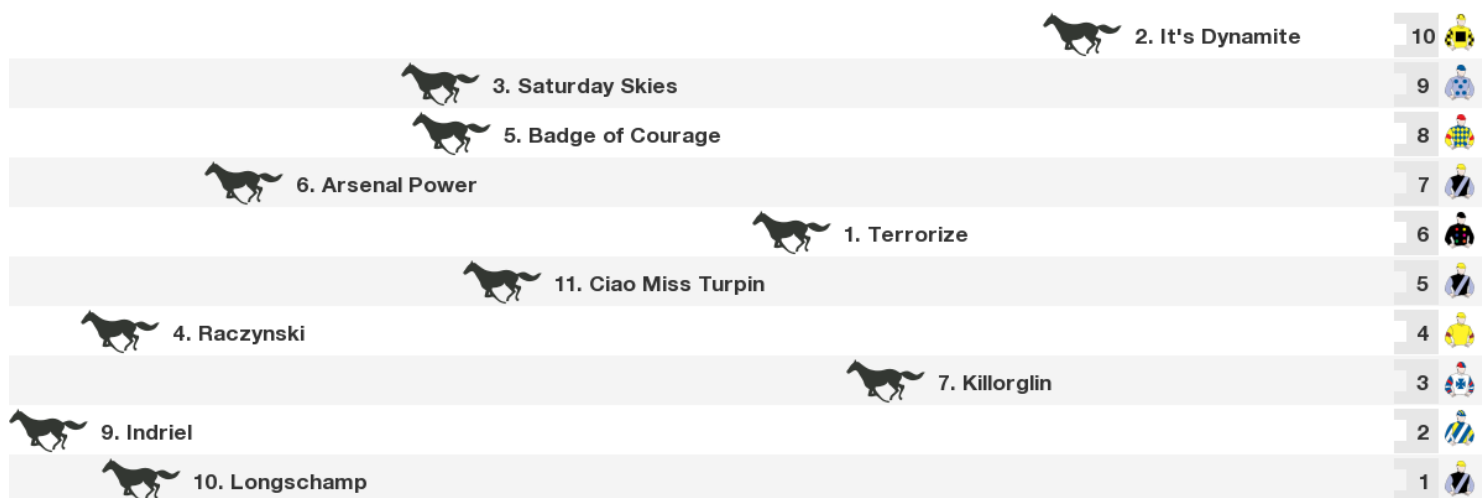 2. It's Dynamite 10
3. Saturday Skies 9
5. Badge of Courage 8
6. Arsenal Power 7
1. Terrorize 6
11. Ciao Miss Turpin 5
4. Raczynski 4
7. Killorglin 3
9. Indriel 2
10. Longschamp 1